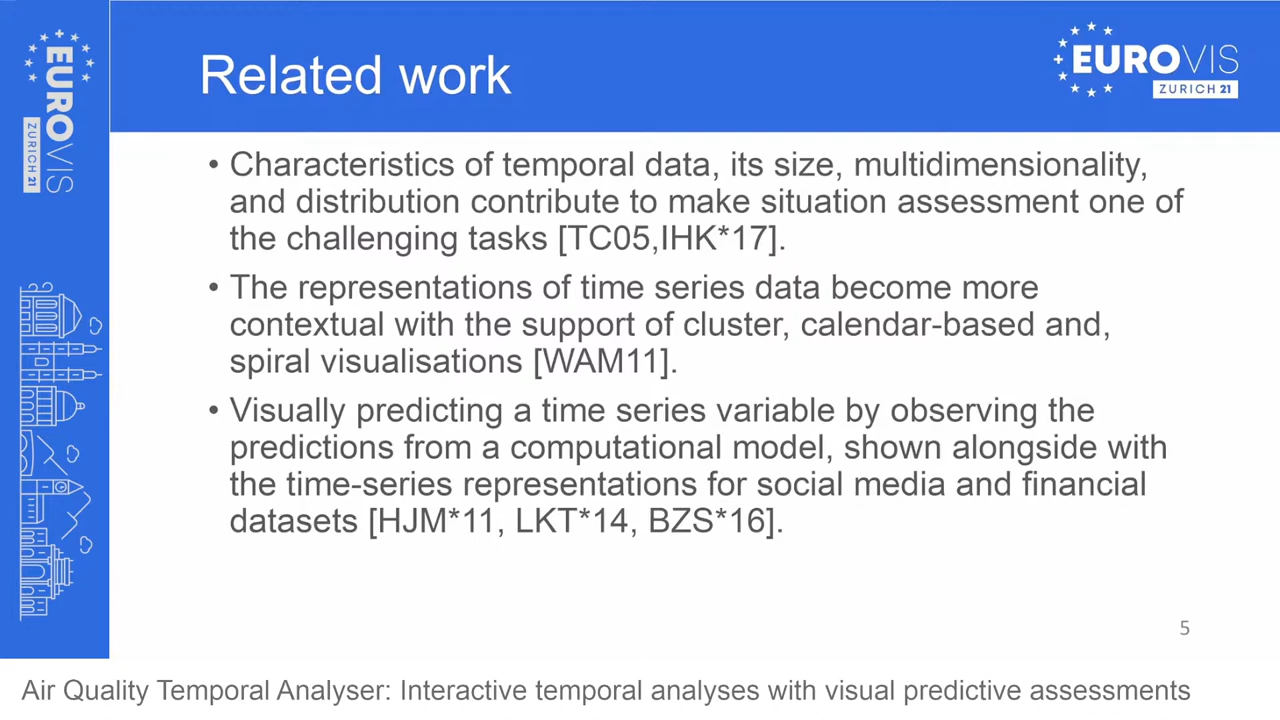 EUROVIS
ZURICH 21
Related work
EUROVIS
ZURICH 21
• Characteristics of temporal data, its size, multidimensionality,
and distribution contribute to make situation assessment one of
the challenging tasks [TC05,IHK*17].
• The representations of time series data become more
contextual with the support of cluster, calendar-based and,
spiral visualisations [WAM11].
• Visually predicting a time series variable by observing the
predictions from a computational model, shown alongside with
the time-series representations for social media and financial
datasets [HJM*11, LKT*14, BZS*16].
5
Air Quality Temporal Analyser: Interactive temporal analyses with visual predictive assessments